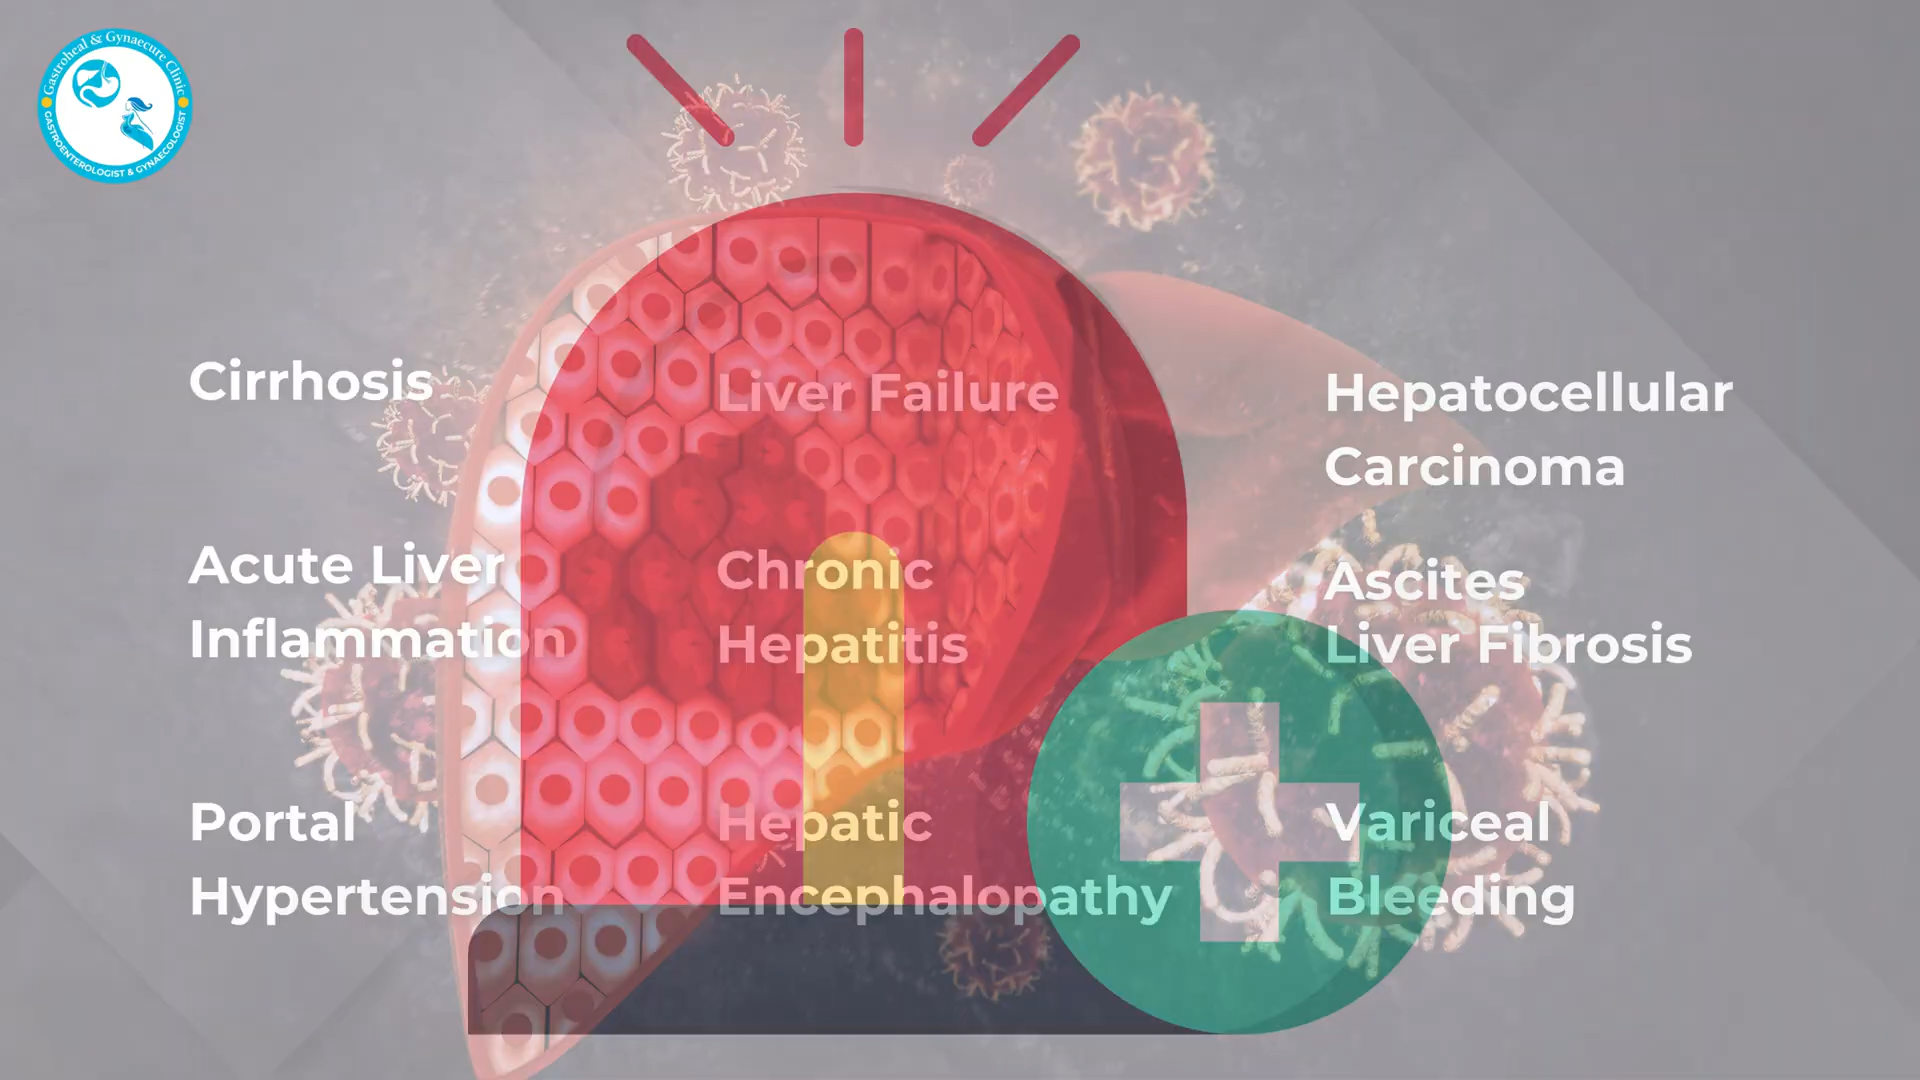 Gastroheal & Gynaecure Clinic
GASTROENTEROLOGIST & GYNAECOLOGIST
Cirrhosis
Acute Liver
Inflammation
Portal
Hypertension
Liver Failure
Chronic
Hepatitis
Hepatic
Encephalopathy
Hepatocellular
Carcinoma
Ascites
Liver Fibrosis
Variceal
Bleeding